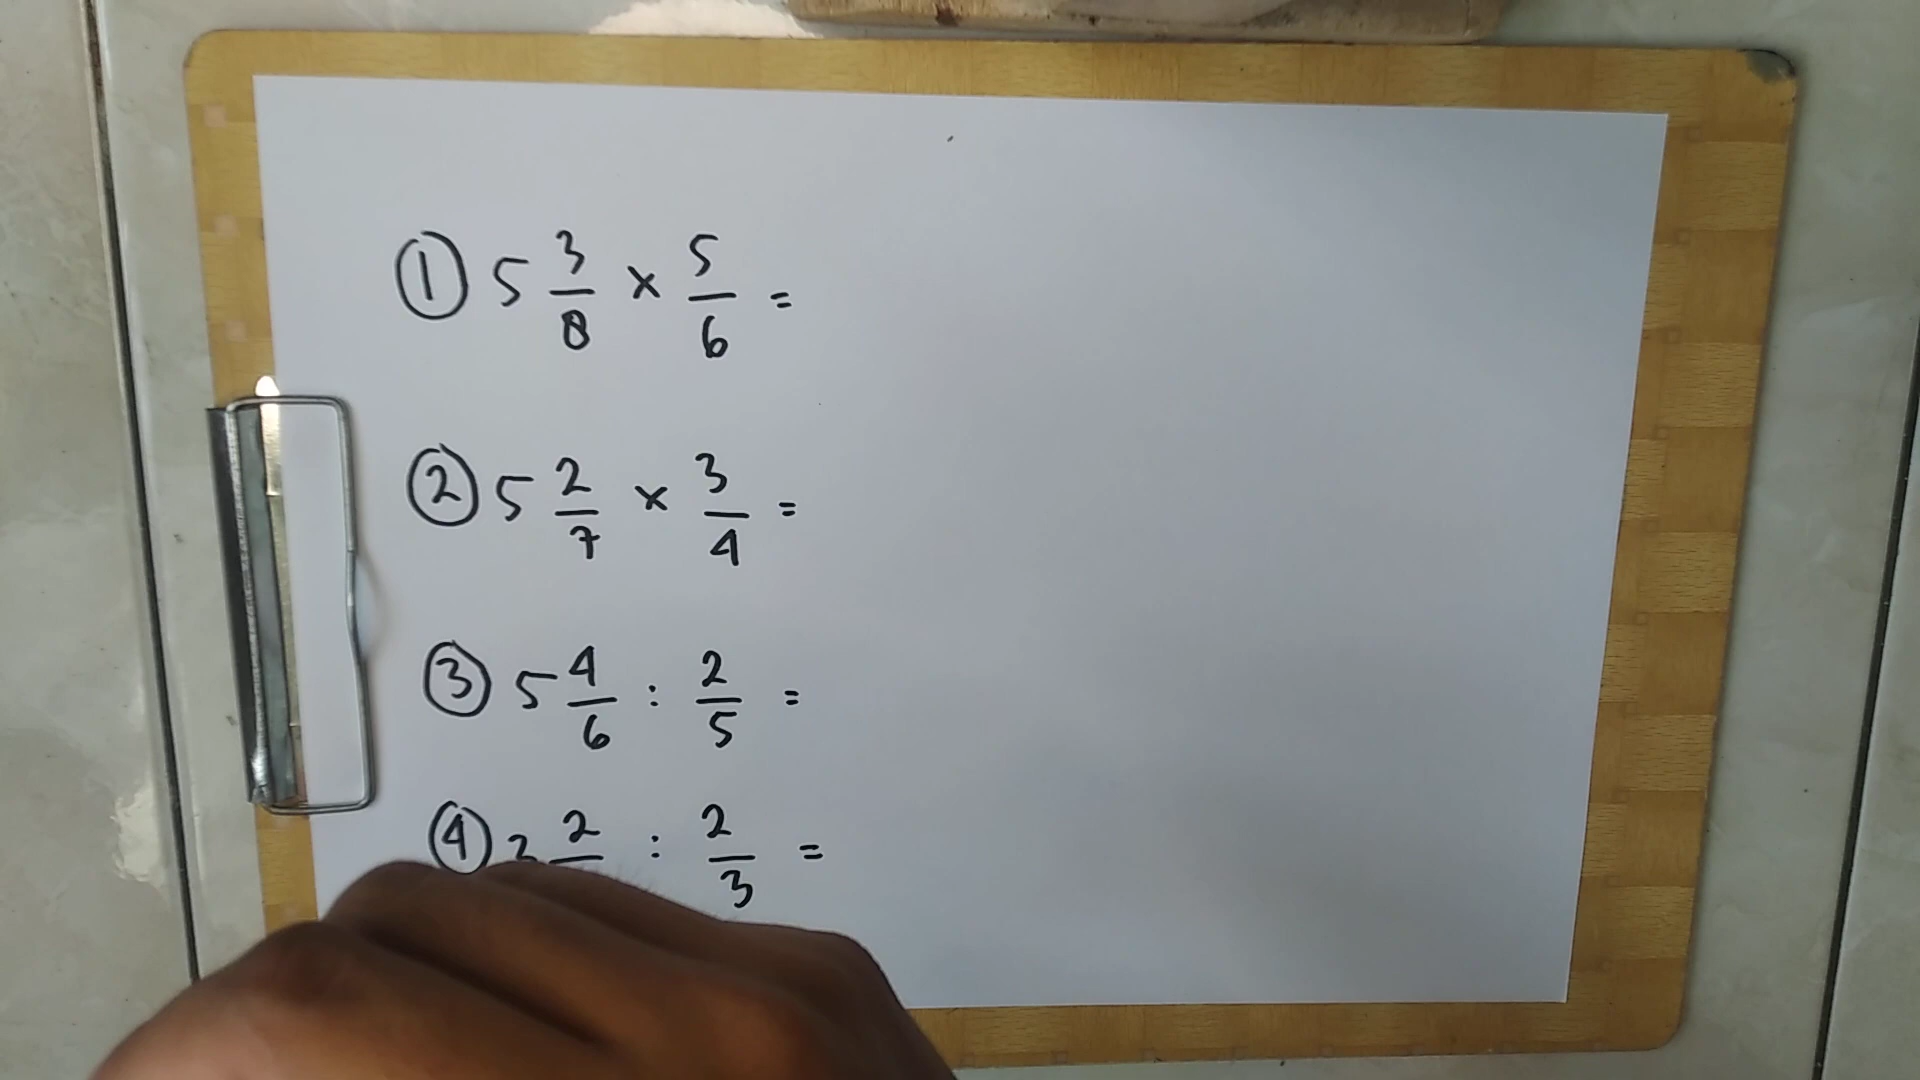 ① 5 3/8 × 5/6 =
② 5 2/7 × 3/4 =
③ 5 4/6 : 2/5 =
④ 2/ : 2/3 =